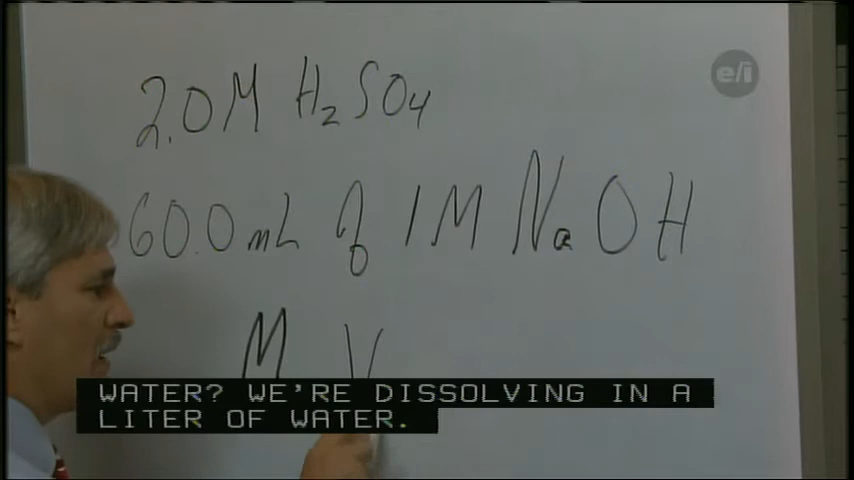 e/i
2.0M H₂SO₄
60.0mL of 1M NaOH
M V
WATER? WE'RE DISSOLVING IN A
LITER OF WATER.